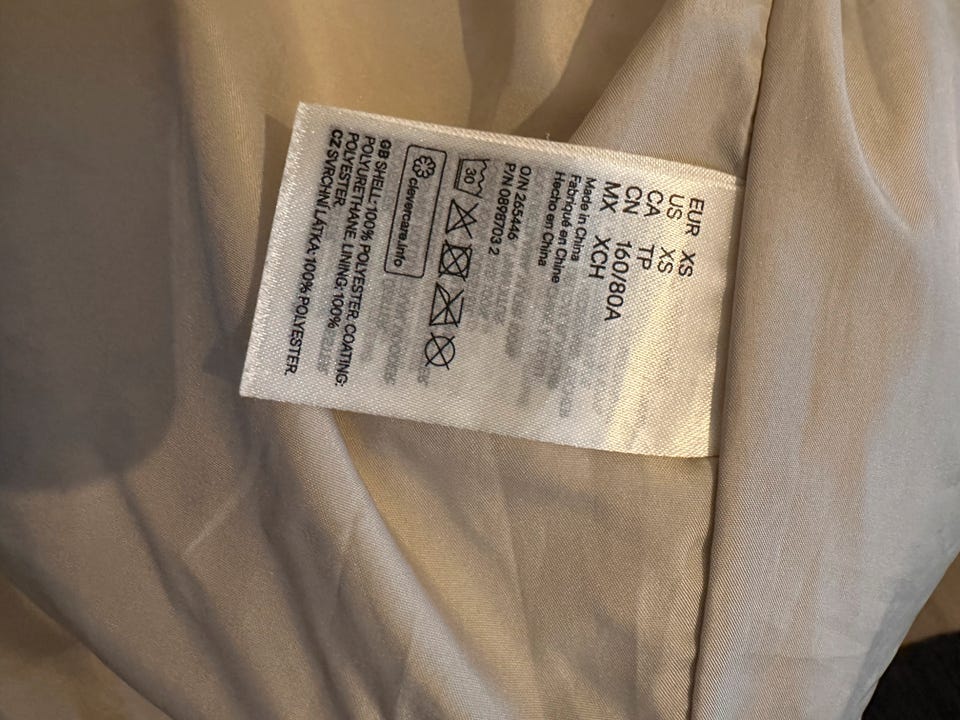 EUR XS
US XS
CA TP
CN 160/80A
MX XCH
Made in China
Fabriqué en Chine
Hecho en China
O/N 265446
P/N 0898703 2
30
clevercare.info
GB SHELL: 100% POLYESTER. COATING:
POLYURETHANE. LINING: 100%
POLYESTER
CZ SVRCHNÍ LÁTKA: 100% POLYESTER.